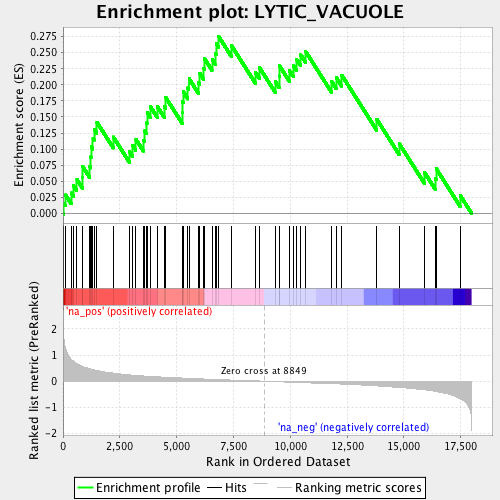 Enrichment plot: LYTIC_VACUOLE
Enrichment score (ES)
0.275
0.250
0.225
0.200
0.175
0.150
0.125
0.100
0.075
0.050
0.025
0.000
'na_pos' (positively correlated)
Ranked list metric (PreRanked)
2
1
0
-1
-2
Zero cross at 8849
'na_neg' (negatively correlated)
0
2,500
5,000
7,500
10,000
12,500
15,000
17,500
Rank in Ordered Dataset
Enrichment profile
Hits
Ranking metric scores